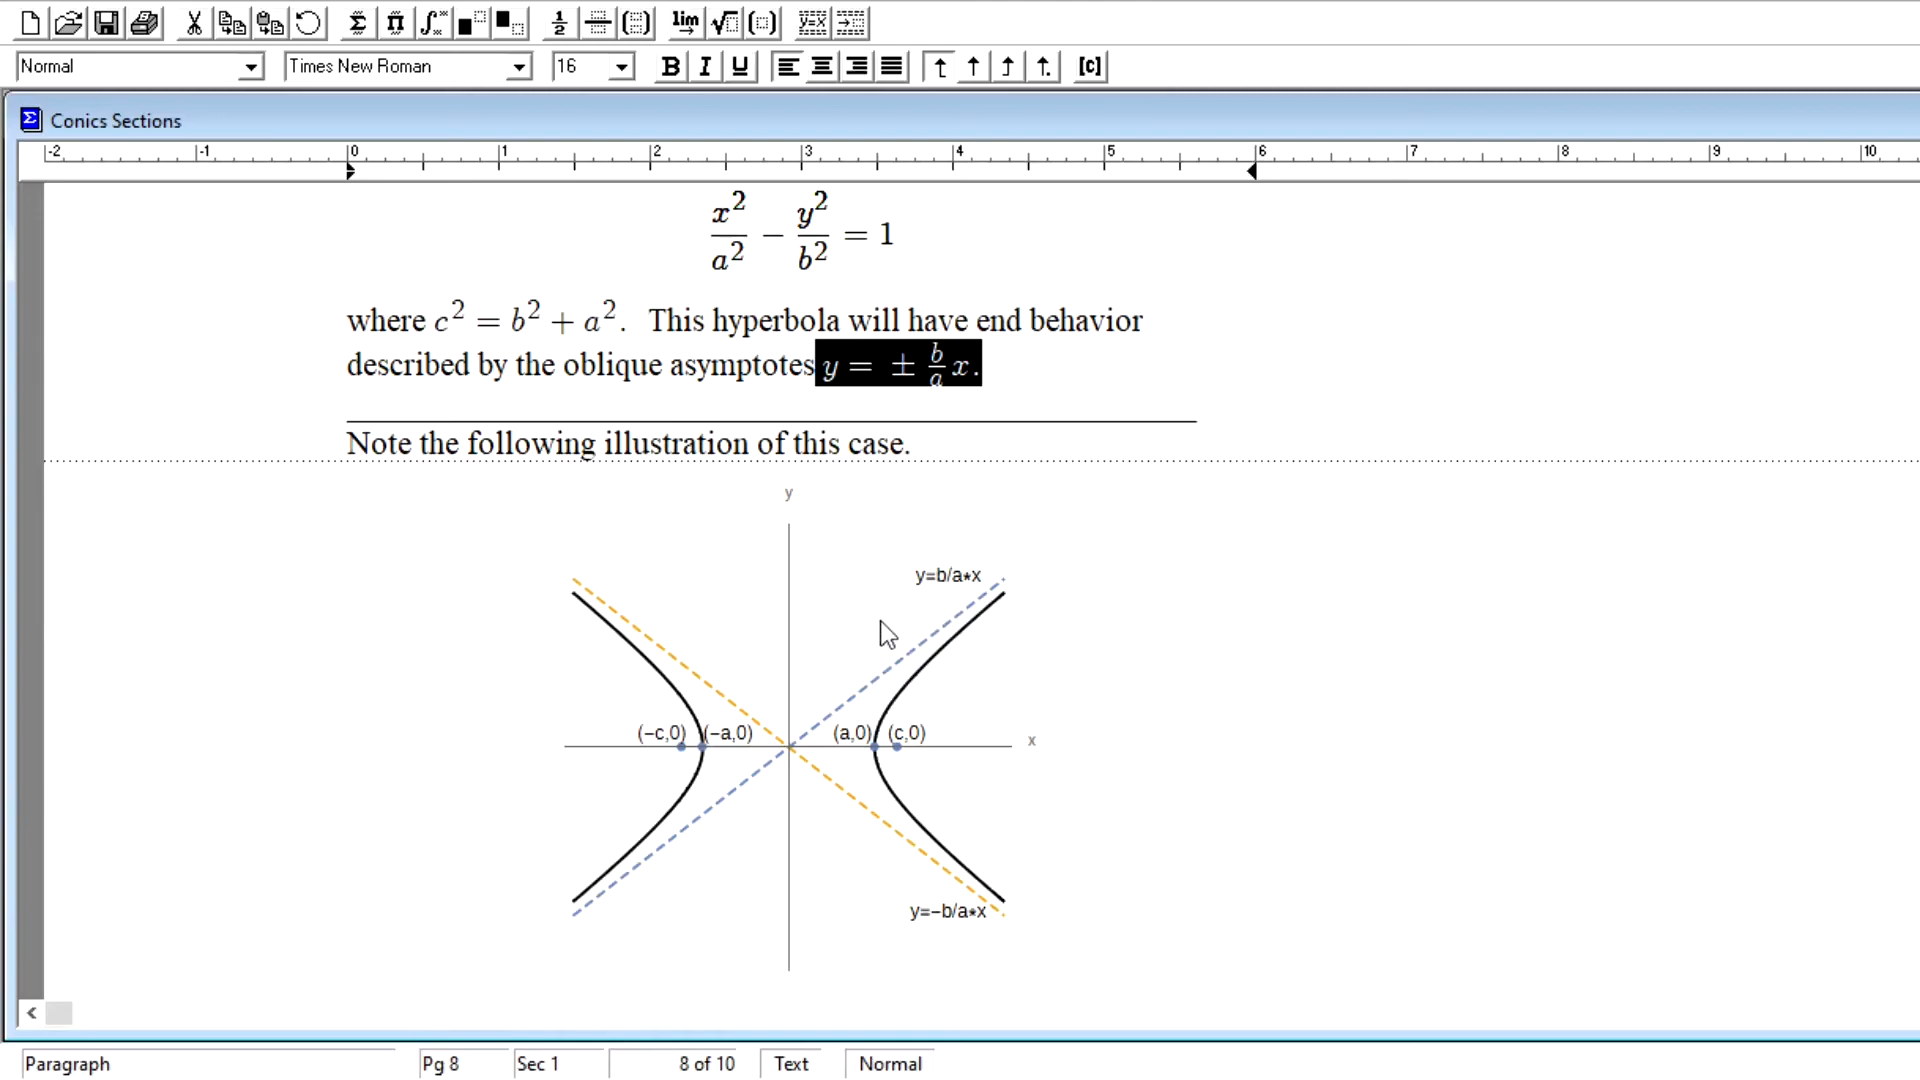 Σ Π lim √ y=x
Normal Times New Roman 16 B I U [c]
Σ Conics Sections
-2 -1 0 1 2 3 4 5 6 7 8 9 10
x²/a² − y²/b² = 1
where c² = b² + a². This hyperbola will have end behavior
described by the oblique asymptotes y = ± b/a x.
Note the following illustration of this case.
y
y=b/a*x
(−c,0) (−a,0) (a,0) (c,0)
x
y=−b/a*x
Paragraph Pg 8 Sec 1 8 of 10 Text Normal